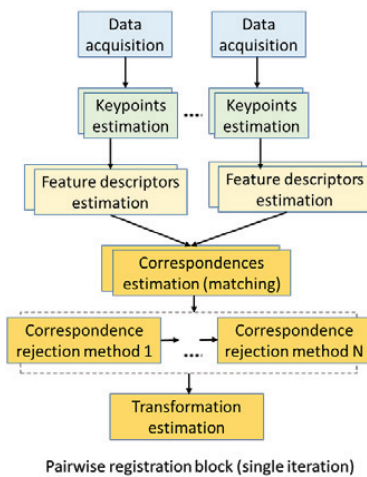 Data
acquisition
Data
acquisition
Keypoints
estimation
....
Keypoints
estimation
Feature descriptors
estimation
Feature descriptors
estimation
Correspondences
estimation (matching)
Correspondence
rejection method 1
....
Correspondence
rejection method N
Transformation
estimation
Pairwise registration block (single iteration)